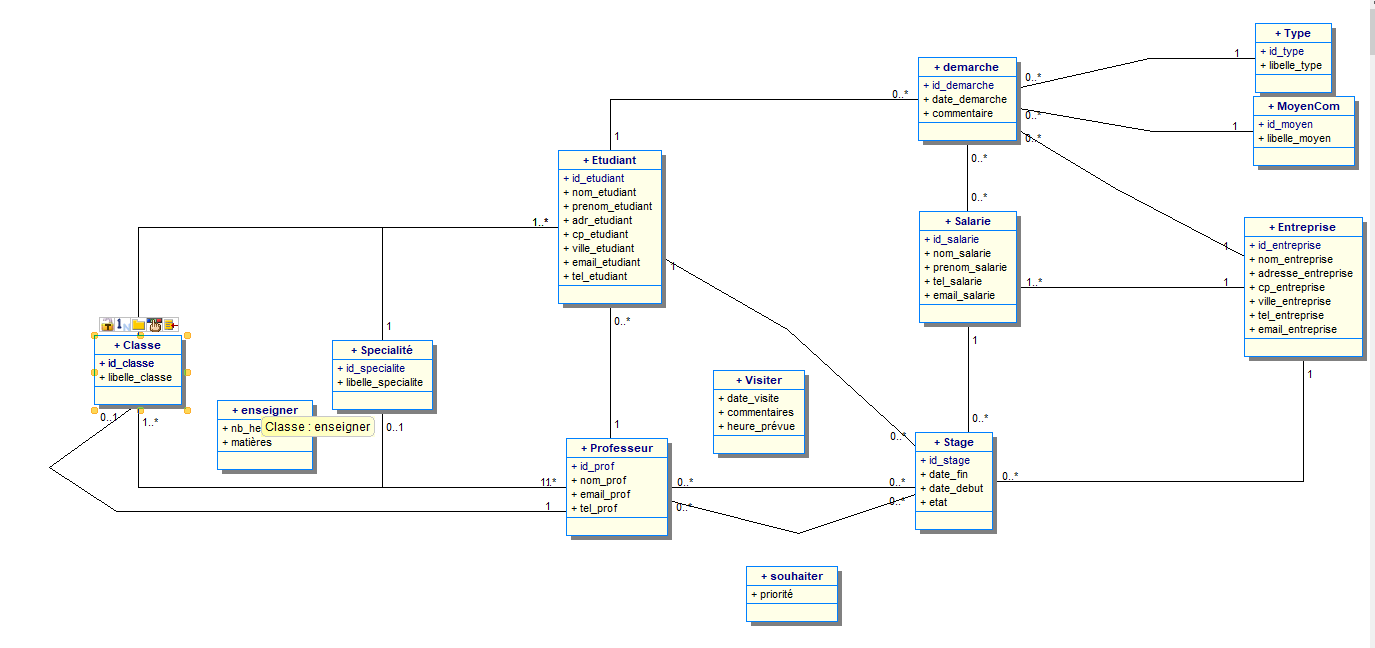 + Type
+ id_type
+ libelle_type
+ MoyenCom
+ id_moyen
+ libelle_moyen
+ demarche
+ id_demarche
+ date_demarche
+ commentaire
0..*
1
0..*
1
0..*
1
0..*
0..*
0..*
1
+ Etudiant
+ id_etudiant
+ nom_etudiant
+ prenom_etudiant
+ adr_etudiant
+ cp_etudiant
+ ville_etudiant
+ email_etudiant
+ tel_etudiant
1..*
1
0..*
1
+ Salarie
+ id_salarie
+ nom_salarie
+ prenom_salarie
+ tel_salarie
+ email_salarie
1..*
1
1
0..*
+ Entreprise
+ id_entreprise
+ nom_entreprise
+ adresse_entreprise
+ cp_entreprise
+ ville_entreprise
+ tel_entreprise
+ email_entreprise
1
1
+ Classe
+ id_classe
+ libelle_classe
0..1
1..*
+ Specialité
+ id_specialite
+ libelle_specialite
0..1
+ enseigner
+ nb_he
+ matières
Classe : enseigner
+ Visiter
+ date_visite
+ commentaires
+ heure_prévue
+ Professeur
+ id_prof
+ nom_prof
+ email_prof
+ tel_prof
1
0..*
0..*
0..*
0..*
0..*
+ Stage
+ id_stage
+ date_fin
+ date_debut
+ etat
0..*
+ souhaiter
+ priorité